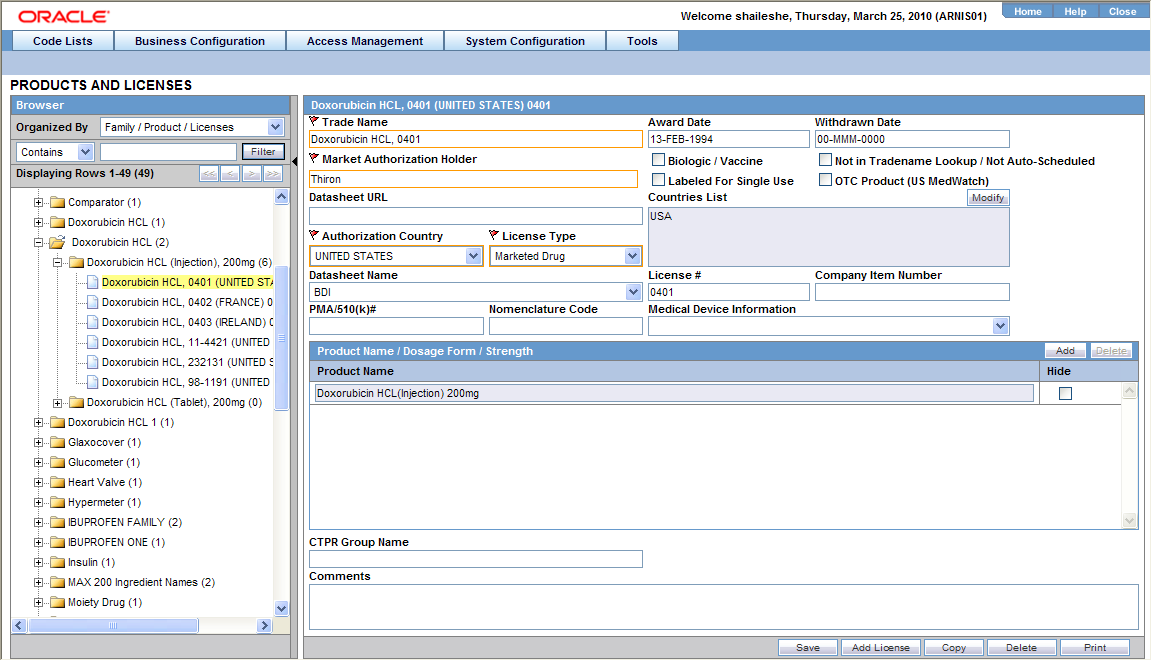 ORACLE
Welcome shaileshe, Thursday, March 25, 2010 (ARNIS01)
Home Help Close
Code Lists Business Configuration Access Management System Configuration Tools
PRODUCTS AND LICENSES
Browser
Organized By Family / Product / Licenses
Contains Filter
Displaying Rows 1-49 (49) << < > >>
Comparator (1)
Doxorubicin HCL (1)
Doxorubicin HCL (2)
Doxorubicin HCL (Injection), 200mg (6)
Doxorubicin HCL, 0401 (UNITED STA
Doxorubicin HCL, 0402 (FRANCE) 0
Doxorubicin HCL, 0403 (IRELAND) 0
Doxorubicin HCL, 11-4421 (UNITED
Doxorubicin HCL, 232131 (UNITED S
Doxorubicin HCL, 98-1191 (UNITED
Doxorubicin HCL (Tablet), 200mg (0)
Doxorubicin HCL 1 (1)
Glaxocover (1)
Glucometer (1)
Heart Valve (1)
Hypermeter (1)
IBUPROFEN FAMILY (2)
IBUPROFEN ONE (1)
Insulin (1)
MAX 200 Ingredient Names (2)
Moiety Drug (1)
Doxorubicin HCL, 0401 (UNITED STATES) 0401
Trade Name Award Date Withdrawn Date
Doxorubicin HCL, 0401 13-FEB-1994 00-MMM-0000
Market Authorization Holder Biologic / Vaccine Not in Tradename Lookup / Not Auto-Scheduled
Thiron Labeled For Single Use OTC Product (US MedWatch)
Datasheet URL Countries List Modify
USA
Authorization Country License Type
UNITED STATES Marketed Drug
Datasheet Name License # Company Item Number
BDI 0401
PMA/510(k)# Nomenclature Code Medical Device Information
Product Name / Dosage Form / Strength Add Delete
Product Name Hide
Doxorubicin HCL(Injection) 200mg
CTPR Group Name
Comments
Save Add License Copy Delete Print